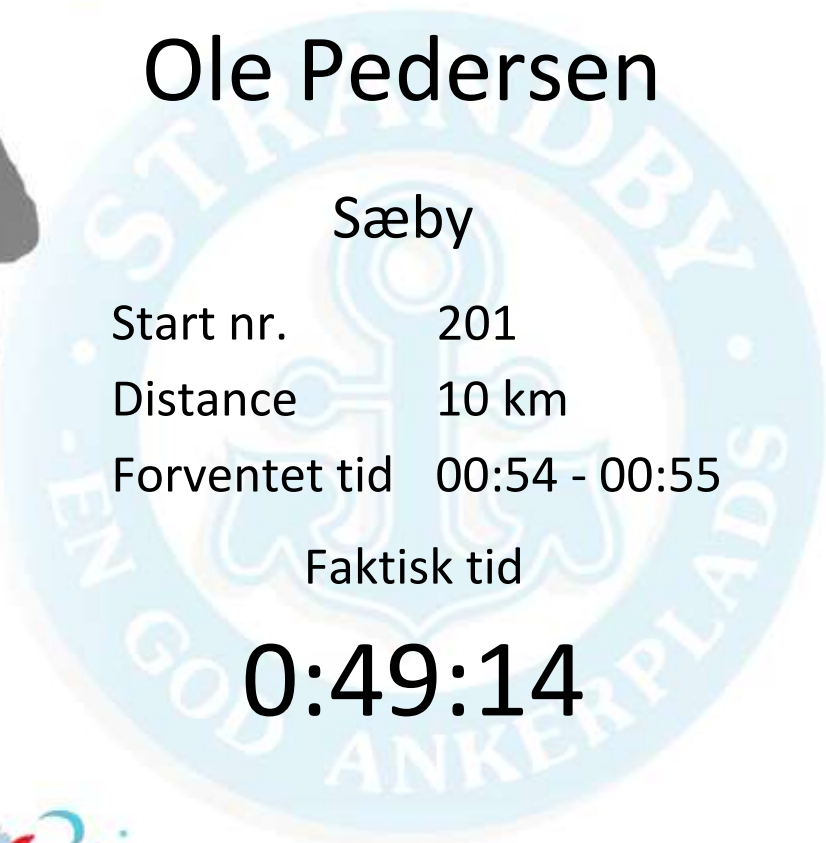 Ole Pedersen
Sæby
Start nr. 201
Distance 10 km
Forventet tid 00:54 - 00:55
Faktisk tid
0:49:14
STRANDBY
- EN GOD ANKERPLADS